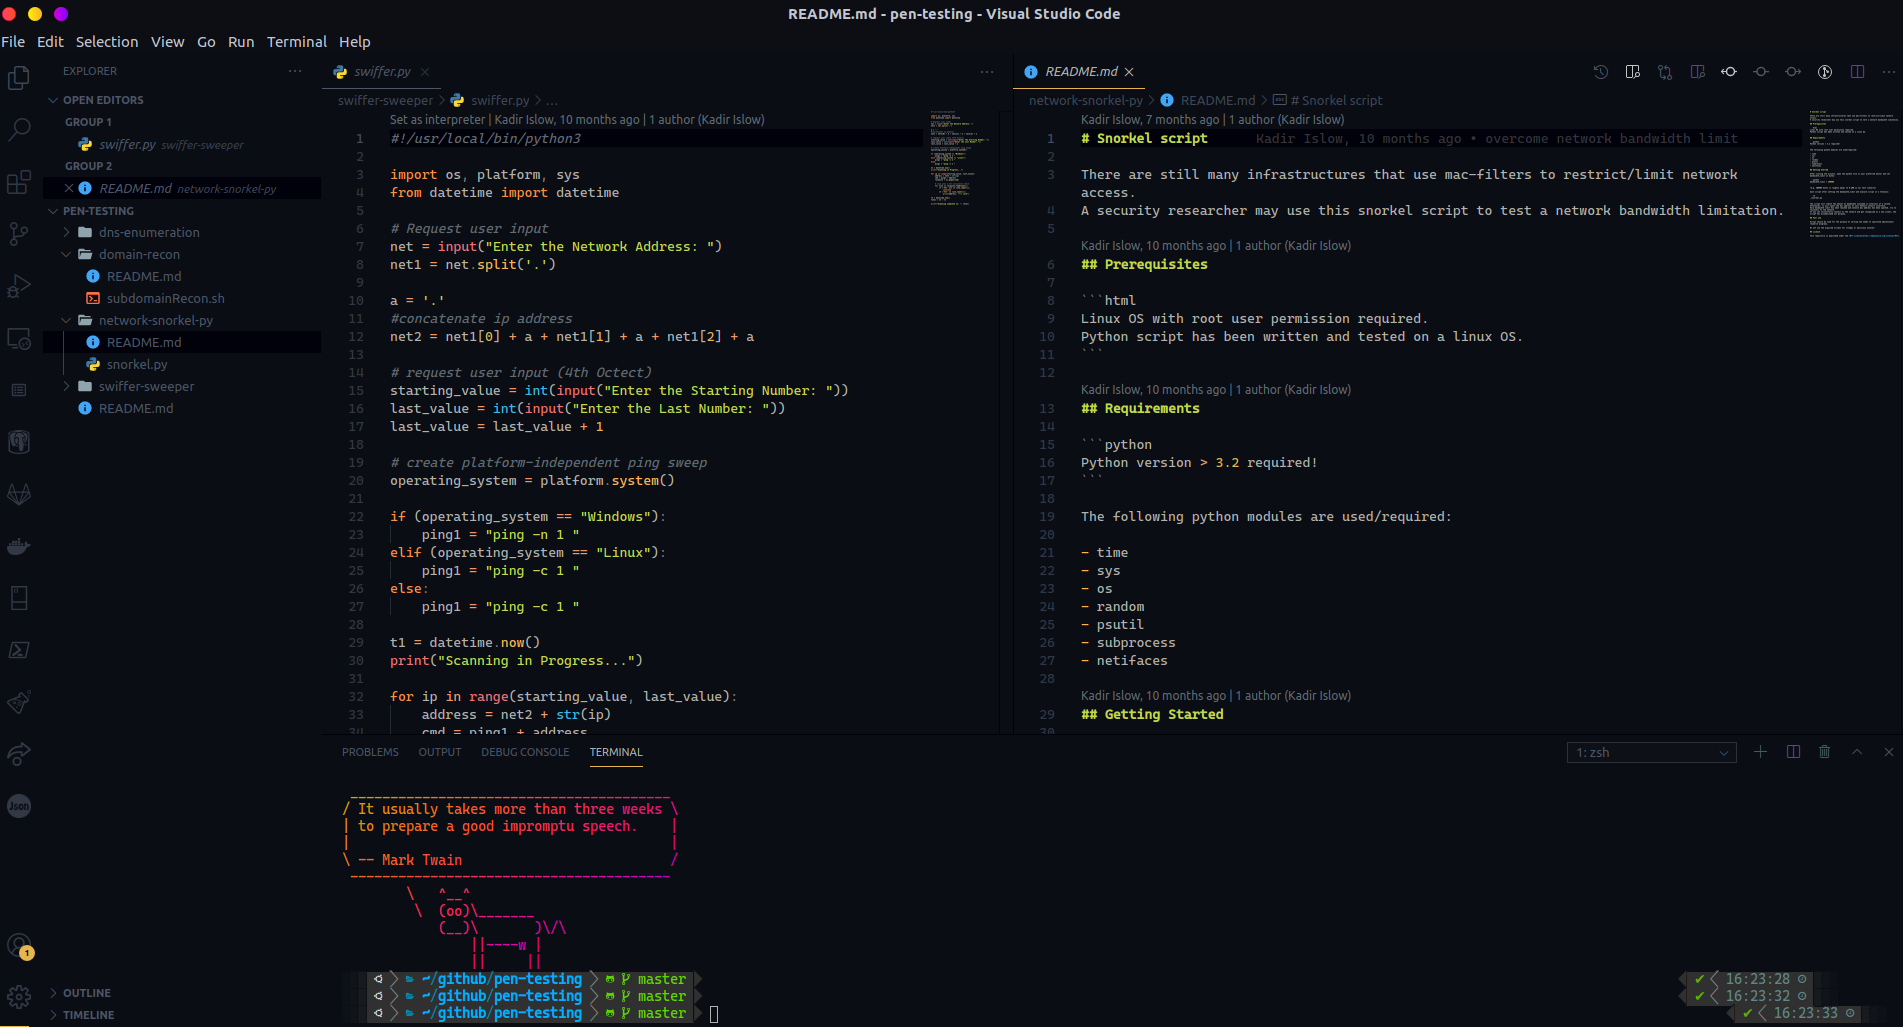 README.md - pen-testing - Visual Studio Code
File Edit Selection View Go Run Terminal Help
EXPLORER
OPEN EDITORS
GROUP 1
swiffer.py swiffer-sweeper
GROUP 2
README.md network-snorkel-py
PEN-TESTING
dns-enumeration
domain-recon
README.md
subdomainRecon.sh
network-snorkel-py
README.md
snorkel.py
swiffer-sweeper
README.md
Json
1
OUTLINE
TIMELINE
swiffer.py
swiffer-sweeper > swiffer.py > ...
Set as interpreter | Kadir Islow, 10 months ago | 1 author (Kadir Islow)
1 #!/usr/local/bin/python3
2
3 import os, platform, sys
4 from datetime import datetime
5
6 # Request user input
7 net = input("Enter the Network Address: ")
8 net1 = net.split('.')
9
10 a = '.'
11 #concatenate ip address
12 net2 = net1[0] + a + net1[1] + a + net1[2] + a
13
14 # request user input (4th Octect)
15 starting_value = int(input("Enter the Starting Number: "))
16 last_value = int(input("Enter the Last Number: "))
17 last_value = last_value + 1
18
19 # create platform-independent ping sweep
20 operating_system = platform.system()
21
22 if (operating_system == "Windows"):
23 ping1 = "ping -n 1 "
24 elif (operating_system == "Linux"):
25 ping1 = "ping -c 1 "
26 else:
27 ping1 = "ping -c 1 "
28
29 t1 = datetime.now()
30 print("Scanning in Progress...")
31
32 for ip in range(starting_value, last_value):
33 address = net2 + str(ip)
34 cmd = ping1 + address
README.md
network-snorkel-py > README.md > # Snorkel script
Kadir Islow, 7 months ago | 1 author (Kadir Islow)
1 # Snorkel script Kadir Islow, 10 months ago • overcome network bandwidth limit
2
3 There are still many infrastructures that use mac-filters to restrict/limit network
access.
4 A security researcher may use this snorkel script to test a network bandwidth limitation.
5
Kadir Islow, 10 months ago | 1 author (Kadir Islow)
6 ## Prerequisites
7
8 ```html
9 Linux OS with root user permission required.
10 Python script has been written and tested on a linux OS.
11 ```
12
Kadir Islow, 10 months ago | 1 author (Kadir Islow)
13 ## Requirements
14
15 ```python
16 Python version > 3.2 required!
17 ```
18
19 The following python modules are used/required:
20
21 - time
22 - sys
23 - os
24 - random
25 - psutil
26 - subprocess
27 - netifaces
28
Kadir Islow, 10 months ago | 1 author (Kadir Islow)
29 ## Getting Started
30
PROBLEMS OUTPUT DEBUG CONSOLE TERMINAL
1: zsh
________________________________________
/ It usually takes more than three weeks \
| to prepare a good impromptu speech. |
| |
\ -- Mark Twain /
----------------------------------------
\ ^__^
\ (oo)\_______
(__)\ )\/\
||----w |
|| ||
~/github/pen-testing master 16:23:28
~/github/pen-testing master 16:23:32
~/github/pen-testing master 16:23:33